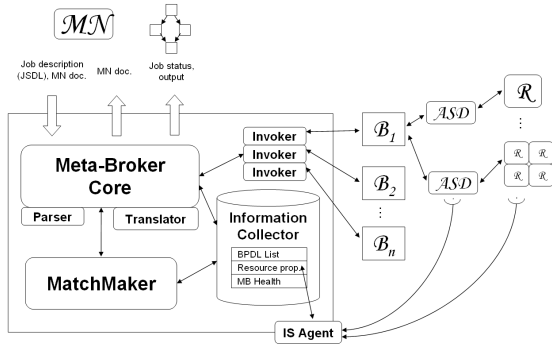 MN
Job description
(JSDL), MN doc.
MN doc.
Job status,
output
Meta-Broker
Core
Parser
Translator
MatchMaker
Invoker
Invoker
Invoker
Information
Collector
BPDL List
Resource prop.
MB Health
IS Agent
B1
B2
⋮
Bn
ASD
ASD
R
⋮
R R
R R